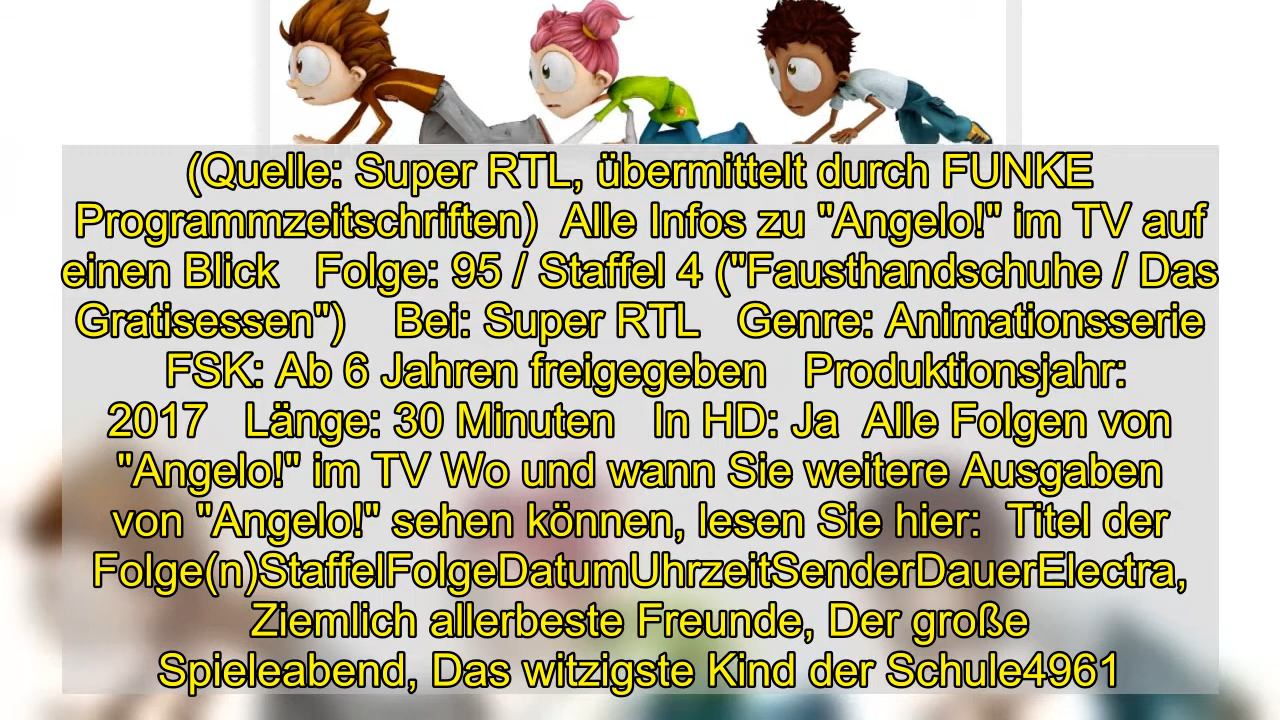 (Quelle: Super RTL, übermittelt durch FUNKE
Programmzeitschriften)  Alle Infos zu "Angelo!" im TV auf
einen Blick   Folge: 95 / Staffel 4 ("Fausthandschuhe / Das
Gratisessen")    Bei: Super RTL   Genre: Animationsserie
FSK: Ab 6 Jahren freigegeben   Produktionsjahr:
2017   Länge: 30 Minuten   In HD: Ja  Alle Folgen von
"Angelo!" im TV Wo und wann Sie weitere Ausgaben
von "Angelo!" sehen können, lesen Sie hier:  Titel der
Folge(n)StaffelFolgeDatumUhrzeitSenderDauerElectra,
Ziemlich allerbeste Freunde, Der große
Spieleabend, Das witzigste Kind der Schule4961